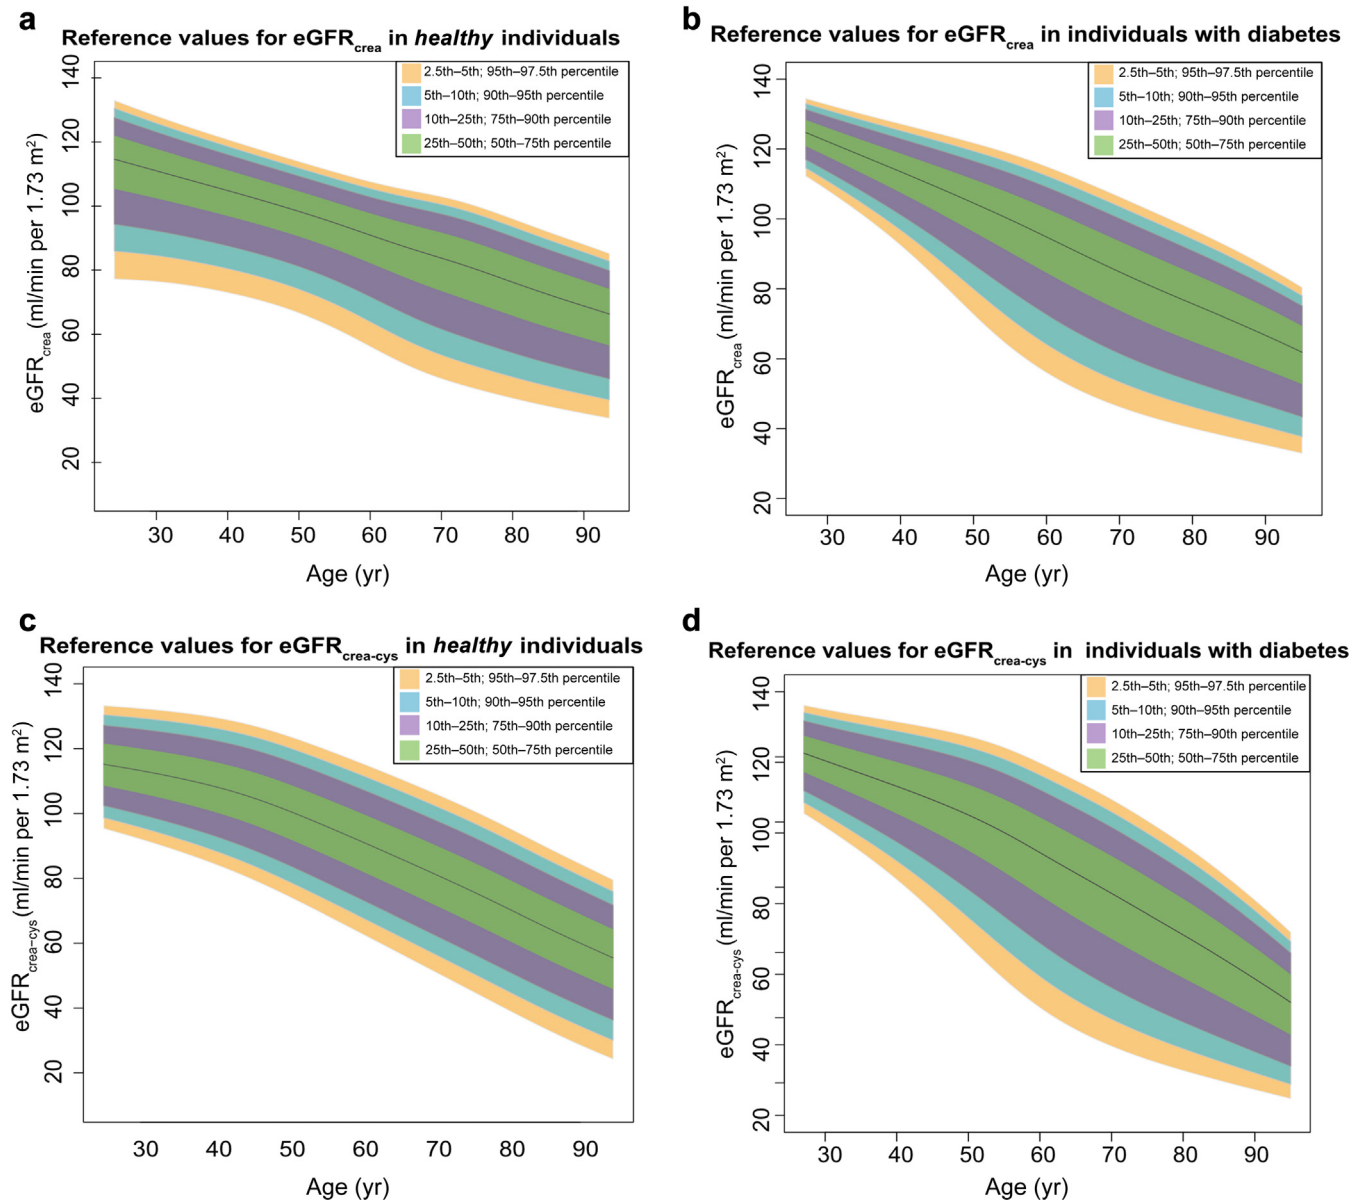 a
Reference values for eGFRcrea in healthy individuals
2.5th–5th; 95th–97.5th percentile
5th–10th; 90th–95th percentile
10th–25th; 75th–90th percentile
25th–50th; 50th–75th percentile
eGFRcrea (ml/min per 1.73 m²)
140
120
100
80
60
40
20
30 40 50 60 70 80 90
Age (yr)
b
Reference values for eGFRcrea in individuals with diabetes
2.5th–5th; 95th–97.5th percentile
5th–10th; 90th–95th percentile
10th–25th; 75th–90th percentile
25th–50th; 50th–75th percentile
eGFRcrea (ml/min per 1.73 m²)
140
120
100
80
60
40
20
30 40 50 60 70 80 90
Age (yr)
c
Reference values for eGFRcrea-cys in healthy individuals
2.5th–5th; 95th–97.5th percentile
5th–10th; 90th–95th percentile
10th–25th; 75th–90th percentile
25th–50th; 50th–75th percentile
eGFRcrea−cys (ml/min per 1.73 m²)
140
120
100
80
60
40
20
30 40 50 60 70 80 90
Age (yr)
d
Reference values for eGFRcrea-cys in individuals with diabetes
2.5th–5th; 95th–97.5th percentile
5th–10th; 90th–95th percentile
10th–25th; 75th–90th percentile
25th–50th; 50th–75th percentile
eGFRcrea-cys (ml/min per 1.73 m²)
140
120
100
80
60
40
20
30 40 50 60 70 80 90
Age (yr)